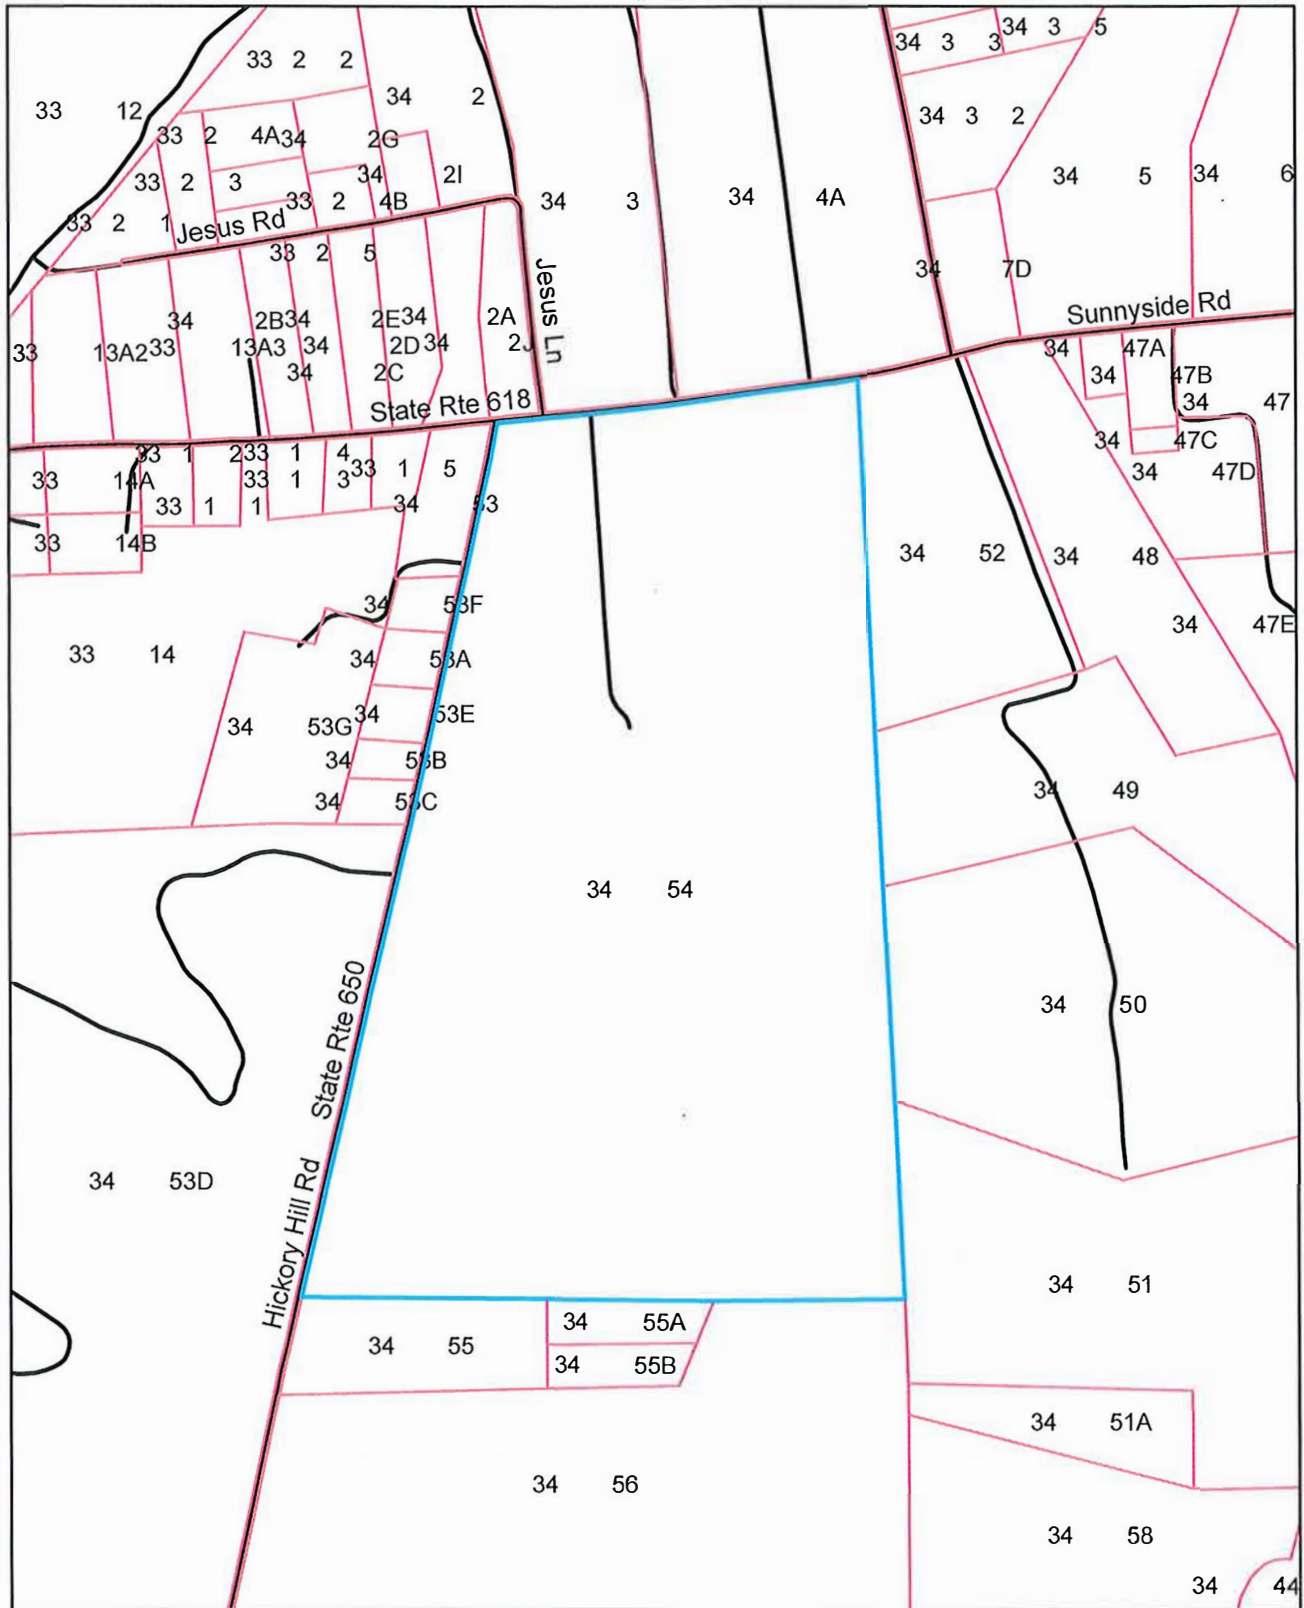 33 2 2
34 3 5
34 3 3
33 12
34 2
34 3 2
33 2 4A
34 2G
33 2 3
34 2I
33 2 4B
34 3
34 4A
34 5
34 6
33 2 1
Jesus Rd
33 2 5
34 7D
Jesus Ln
Sunnyside Rd
34 2B
34 2E
34 2A
33 13A2
33 13A3
34 2D
34 2J
34 2C
34 47A
34 47B
34 47
State Rte 618
34 47C
34 47D
33 1 2
33 1 4
33 14A
33 1 3
33 1 5
33 1 1
34 53
33 14B
34 52
34 48
34 53F
34 47E
33 14
34 53A
34 53G
34 53E
34 53B
34 53C
34 49
34 54
34 50
State Rte 650
Hickory Hill Rd
34 53D
34 51
34 55A
34 55
34 55B
34 51A
34 56
34 58
34 44